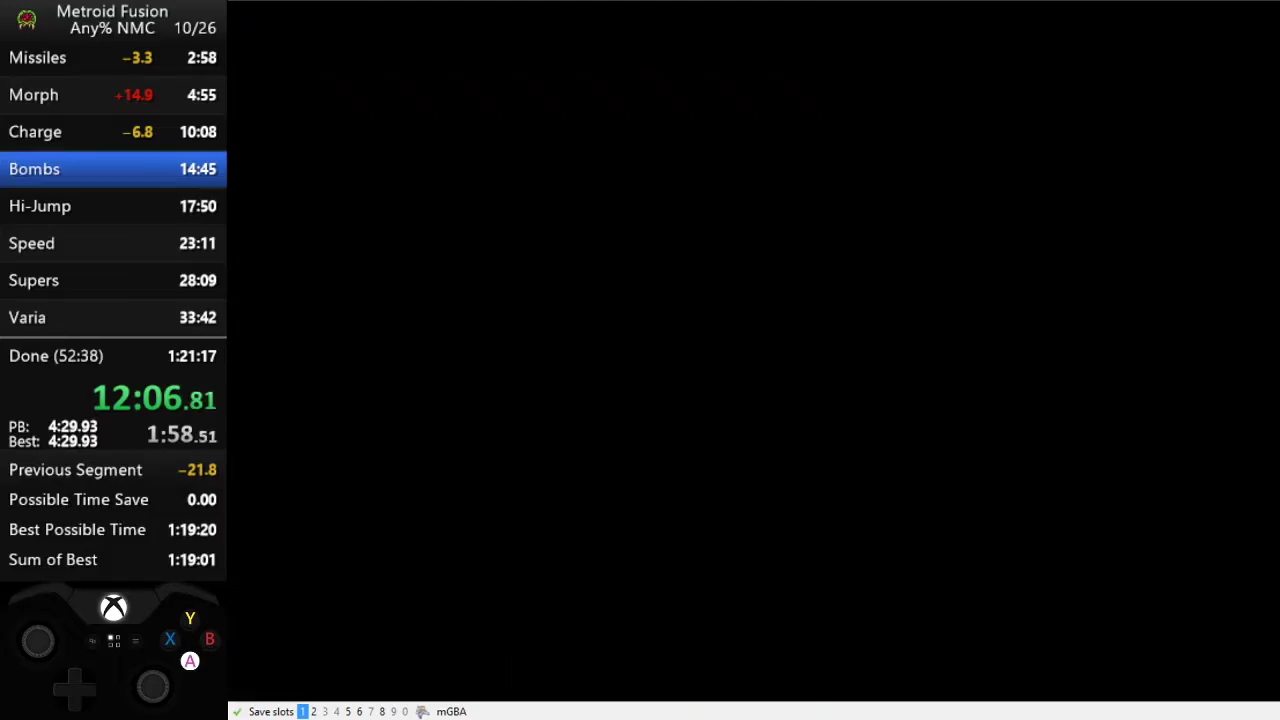 Metroid Fusion
Any% NMC 10/26
Missiles −3.3 2:58
Morph +14.9 4:55
Charge −6.8 10:08
Bombs 14:45
Hi-Jump 17:50
Speed 23:11
Supers 28:09
Varia 33:42
Done (52:38) 1:21:17
12:06.81
PB: 4:29.93
Best: 4:29.93 1:58.51
Previous Segment −21.8
Possible Time Save 0.00
Best Possible Time 1:19:20
Sum of Best 1:19:01
Y
X B
A
Save slots 1 2 3 4 5 6 7 8 9 0 mGBA